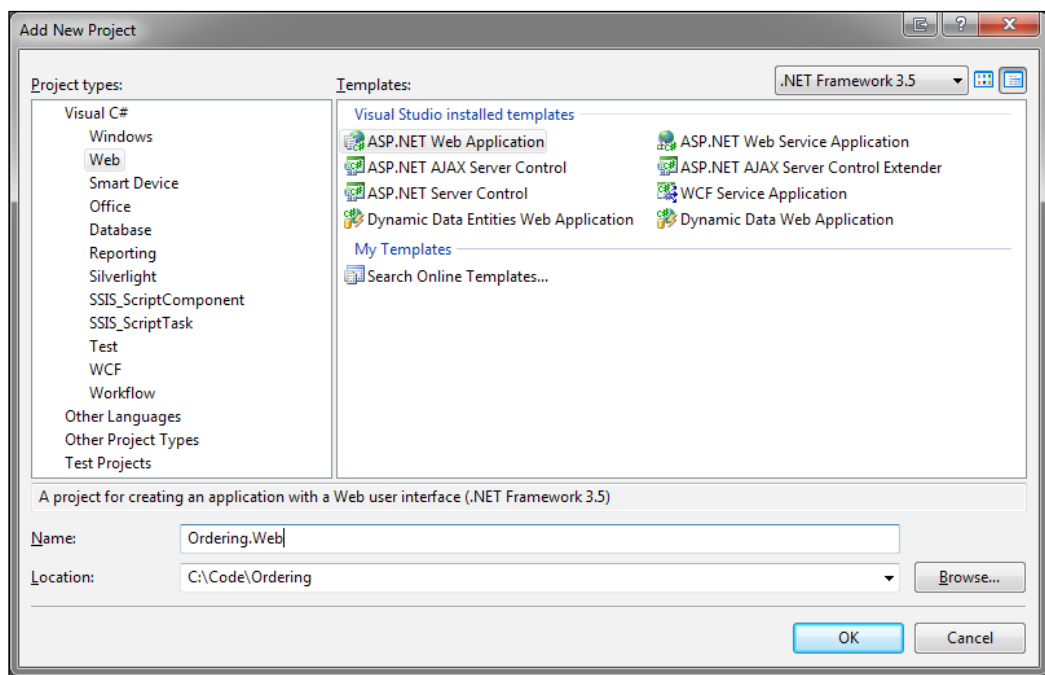 Add New Project
Project types:
Templates:
.NET Framework 3.5
Visual C#
Windows
Web
Smart Device
Office
Database
Reporting
Silverlight
SSIS_ScriptComponent
SSIS_ScriptTask
Test
WCF
Workflow
Other Languages
Other Project Types
Test Projects
Visual Studio installed templates
ASP.NET Web Application
ASP.NET Web Service Application
ASP.NET AJAX Server Control
ASP.NET AJAX Server Control Extender
ASP.NET Server Control
WCF Service Application
Dynamic Data Entities Web Application
Dynamic Data Web Application
My Templates
Search Online Templates...
A project for creating an application with a Web user interface (.NET Framework 3.5)
Name:
Ordering.Web
Location:
C:\Code\Ordering
Browse...
OK
Cancel